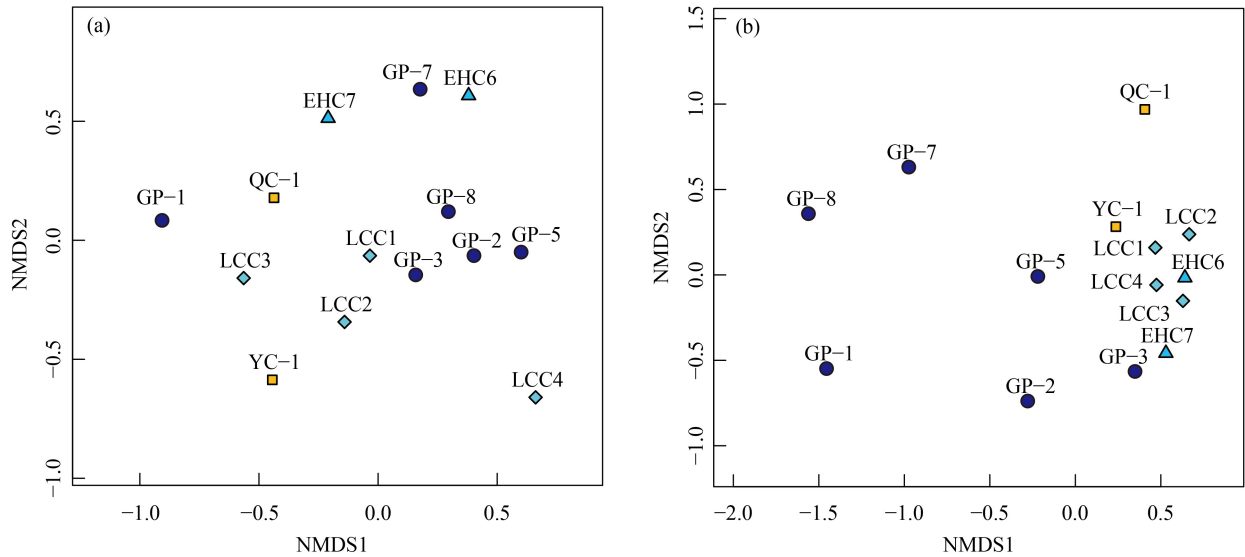 (a)
GP−7
EHC6
EHC7
QC−1
GP−1
GP−8
LCC1
GP−2
GP−5
GP−3
LCC3
LCC2
YC−1
LCC4
0.5
0.0
−0.5
−1.0
NMDS2
−1.0
−0.5
0.0
0.5
NMDS1
(b)
QC−1
GP−7
GP−8
YC−1
LCC2
LCC1
GP−5
EHC6
LCC4
LCC3
EHC7
GP−1
GP−3
GP−2
1.5
1.0
0.5
0.0
−0.5
−1.0
NMDS2
−2.0
−1.5
−1.0
−0.5
0.0
0.5
NMDS1